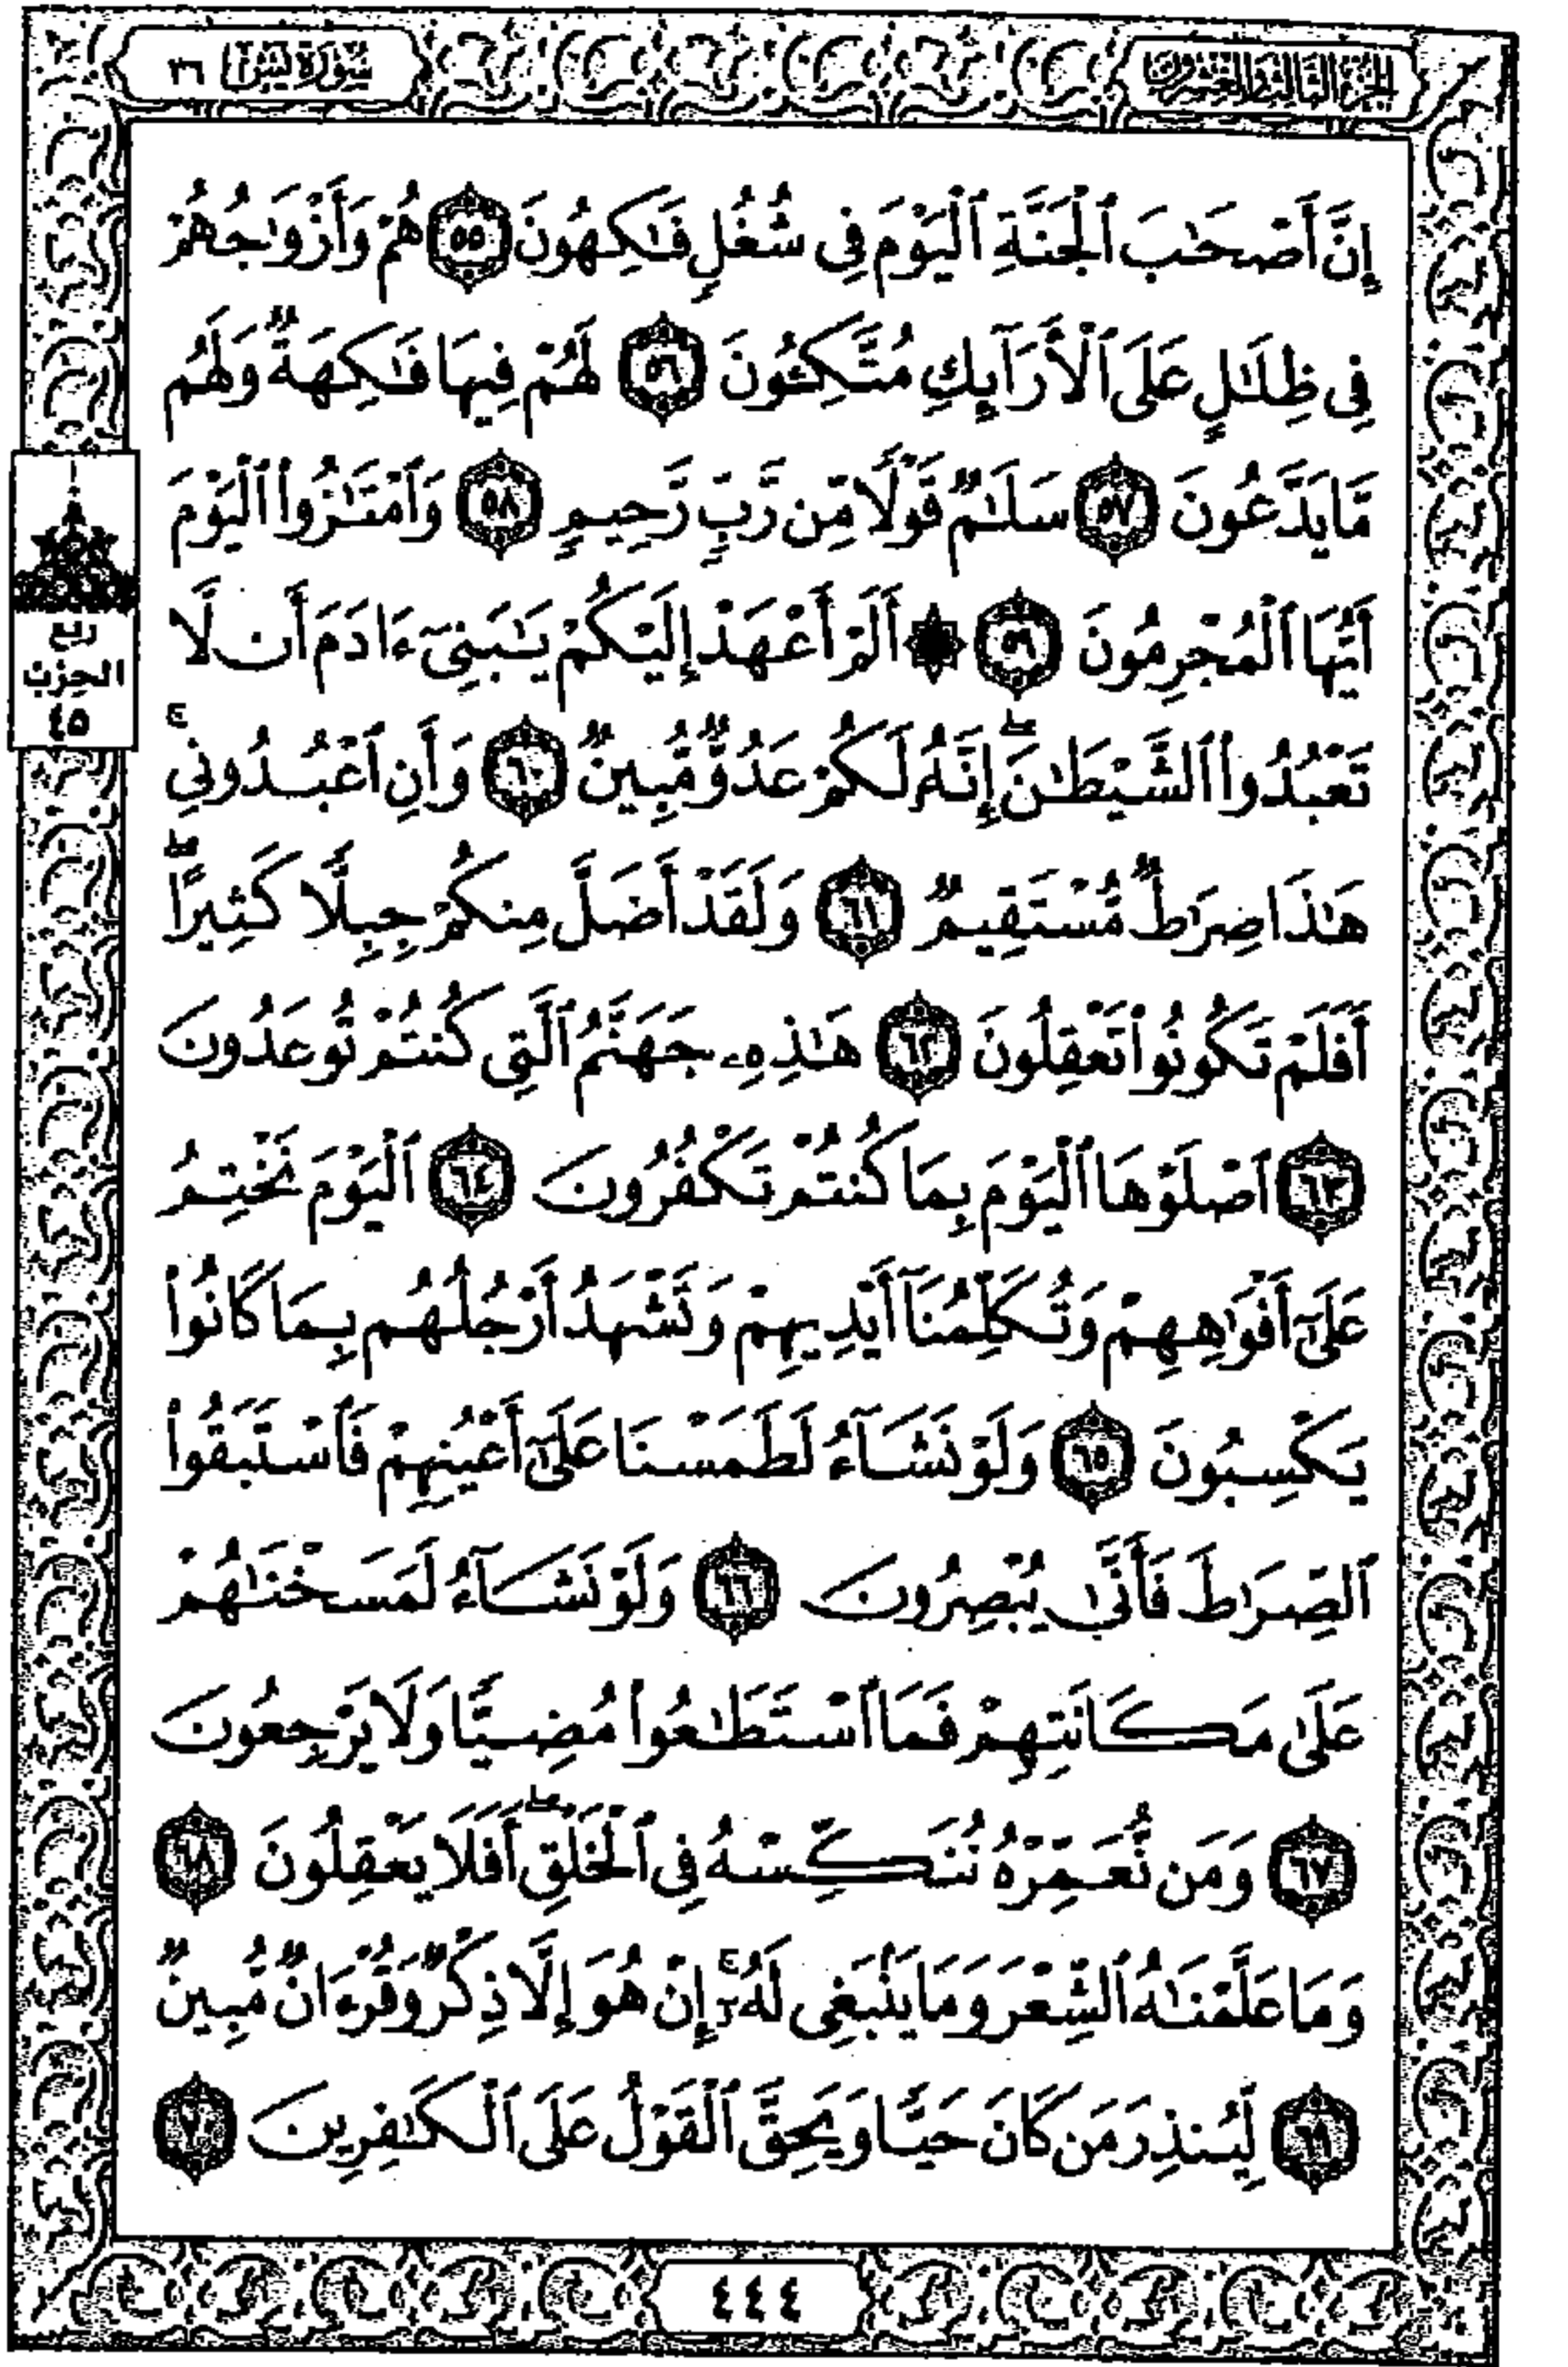 الجزء الثالث والعشرون
سورة يس ٣٦
إِنَّ أَصْحَٰبَ ٱلْجَنَّةِ ٱلْيَوْمَ فِى شُغُلٍ فَٰكِهُونَ ٥٥ هُمْ وَأَزْوَٰجُهُمْ
فِى ظِلَٰلٍ عَلَى ٱلْأَرَآئِكِ مُتَّكِـُٔونَ ٥٦ لَهُمْ فِيهَا فَٰكِهَةٌ وَلَهُم
مَّا يَدَّعُونَ ٥٧ سَلَٰمٌ قَوْلًا مِّن رَّبٍّ رَّحِيمٍ ٥٨ وَٱمْتَٰزُوا۟ ٱلْيَوْمَ
أَيُّهَا ٱلْمُجْرِمُونَ ٥٩ ۞ أَلَمْ أَعْهَدْ إِلَيْكُمْ يَٰبَنِىٓ ءَادَمَ أَن لَّا
تَعْبُدُوا۟ ٱلشَّيْطَٰنَ ۖ إِنَّهُۥ لَكُمْ عَدُوٌّ مُّبِينٌ ٦٠ وَأَنِ ٱعْبُدُونِى ۚ
هَٰذَا صِرَٰطٌ مُّسْتَقِيمٌ ٦١ وَلَقَدْ أَضَلَّ مِنكُمْ جِبِلًّا كَثِيرًا ۖ
أَفَلَمْ تَكُونُوا۟ تَعْقِلُونَ ٦٢ هَٰذِهِۦ جَهَنَّمُ ٱلَّتِى كُنتُمْ تُوعَدُونَ
٦٣ ٱصْلَوْهَا ٱلْيَوْمَ بِمَا كُنتُمْ تَكْفُرُونَ ٦٤ ٱلْيَوْمَ نَخْتِمُ
عَلَىٰٓ أَفْوَٰهِهِمْ وَتُكَلِّمُنَآ أَيْدِيهِمْ وَتَشْهَدُ أَرْجُلُهُم بِمَا كَانُوا۟
يَكْسِبُونَ ٦٥ وَلَوْ نَشَآءُ لَطَمَسْنَا عَلَىٰٓ أَعْيُنِهِمْ فَٱسْتَبَقُوا۟
ٱلصِّرَٰطَ فَأَنَّىٰ يُبْصِرُونَ ٦٦ وَلَوْ نَشَآءُ لَمَسَخْنَٰهُمْ
عَلَىٰ مَكَانَتِهِمْ فَمَا ٱسْتَطَٰعُوا۟ مُضِيًّا وَلَا يَرْجِعُونَ
٦٧ وَمَن نُّعَمِّرْهُ نُنَكِّسْهُ فِى ٱلْخَلْقِ ۖ أَفَلَا يَعْقِلُونَ ٦٨
وَمَا عَلَّمْنَٰهُ ٱلشِّعْرَ وَمَا يَنۢبَغِى لَهُۥٓ ۚ إِنْ هُوَ إِلَّا ذِكْرٌ وَقُرْءَانٌ مُّبِينٌ
٦٩ لِّيُنذِرَ مَن كَانَ حَيًّا وَيَحِقَّ ٱلْقَوْلُ عَلَى ٱلْكَٰفِرِينَ ٧٠
ربع
الحزب
٤٥
٤٤٤